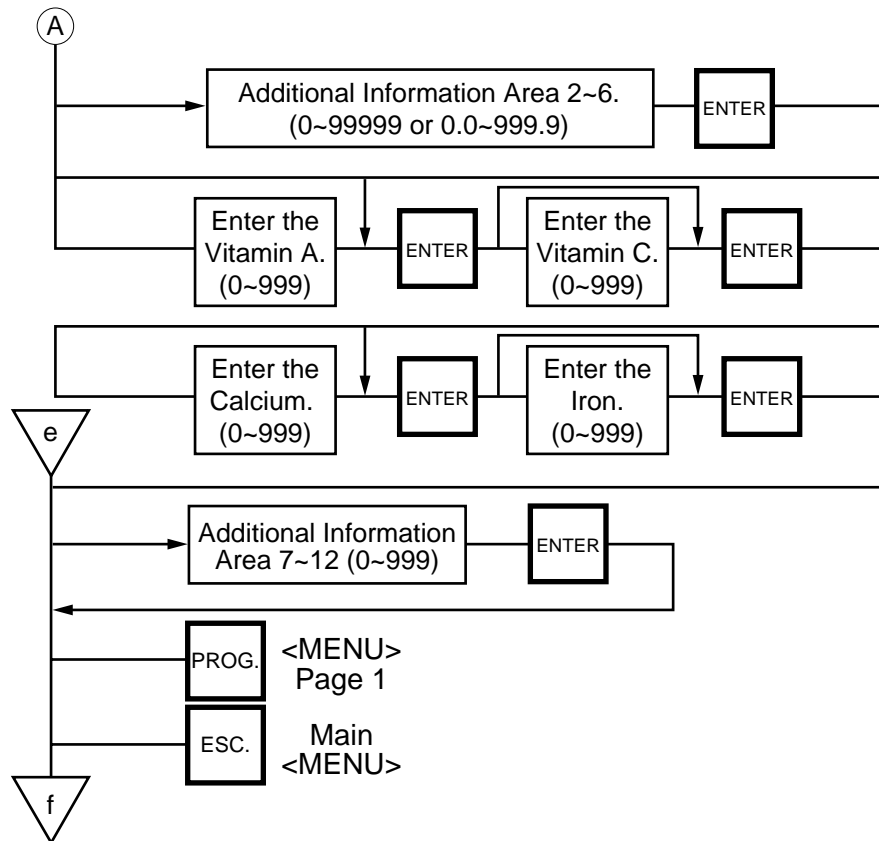 A
Additional Information Area 2~6.
(0~99999 or 0.0~999.9)
ENTER
Enter the
Vitamin A.
(0~999)
ENTER
Enter the
Vitamin C.
(0~999)
ENTER
Enter the
Calcium.
(0~999)
ENTER
Enter the
Iron.
(0~999)
ENTER
e
Additional Information
Area 7~12 (0~999)
ENTER
PROG.
<MENU>
Page 1
ESC.
Main
<MENU>
f